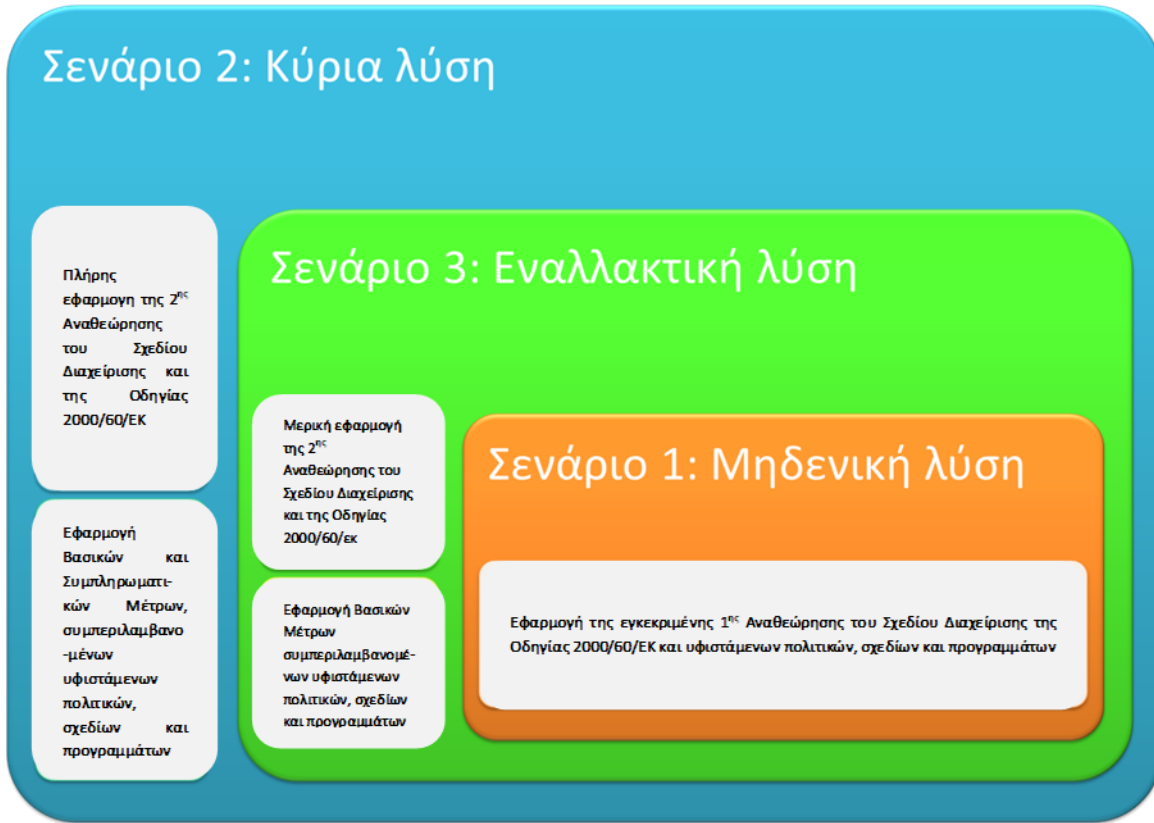 Σενάριο 2: Κύρια λύση
Πλήρης
εφαρμογη της 2ης
Αναθεώρησης
του Σχεδίου
Διαχείρισης και
της Οδηγίας
2000/60/ΕΚ
Εφαρμογή
Βασικών και
Συμπληρωματι-
κών Μέτρων,
συμπεριλαμβανο
-μένων
υφιστάμενων
πολιτικών,
σχεδίων και
προγραμμάτων
Σενάριο 3: Εναλλακτική λύση
Μερική εφαρμογή
της 2ης
Αναθεώρησης του
Σχεδίου Διαχείρισης
και της Οδηγίας
2000/60/εκ
Εφαρμογή Βασικών
Μέτρων
συμπεριλαμβανομέ-
νων υφιστάμενων
πολιτικών, σχεδίων
και προγραμμάτων
Σενάριο 1: Μηδενική λύση
Εφαρμογή της εγκεκριμένης 1ης Αναθεώρησης του Σχεδίου Διαχείρισης της
Οδηγίας 2000/60/ΕΚ και υφιστάμενων πολιτικών, σχεδίων και προγραμμάτων